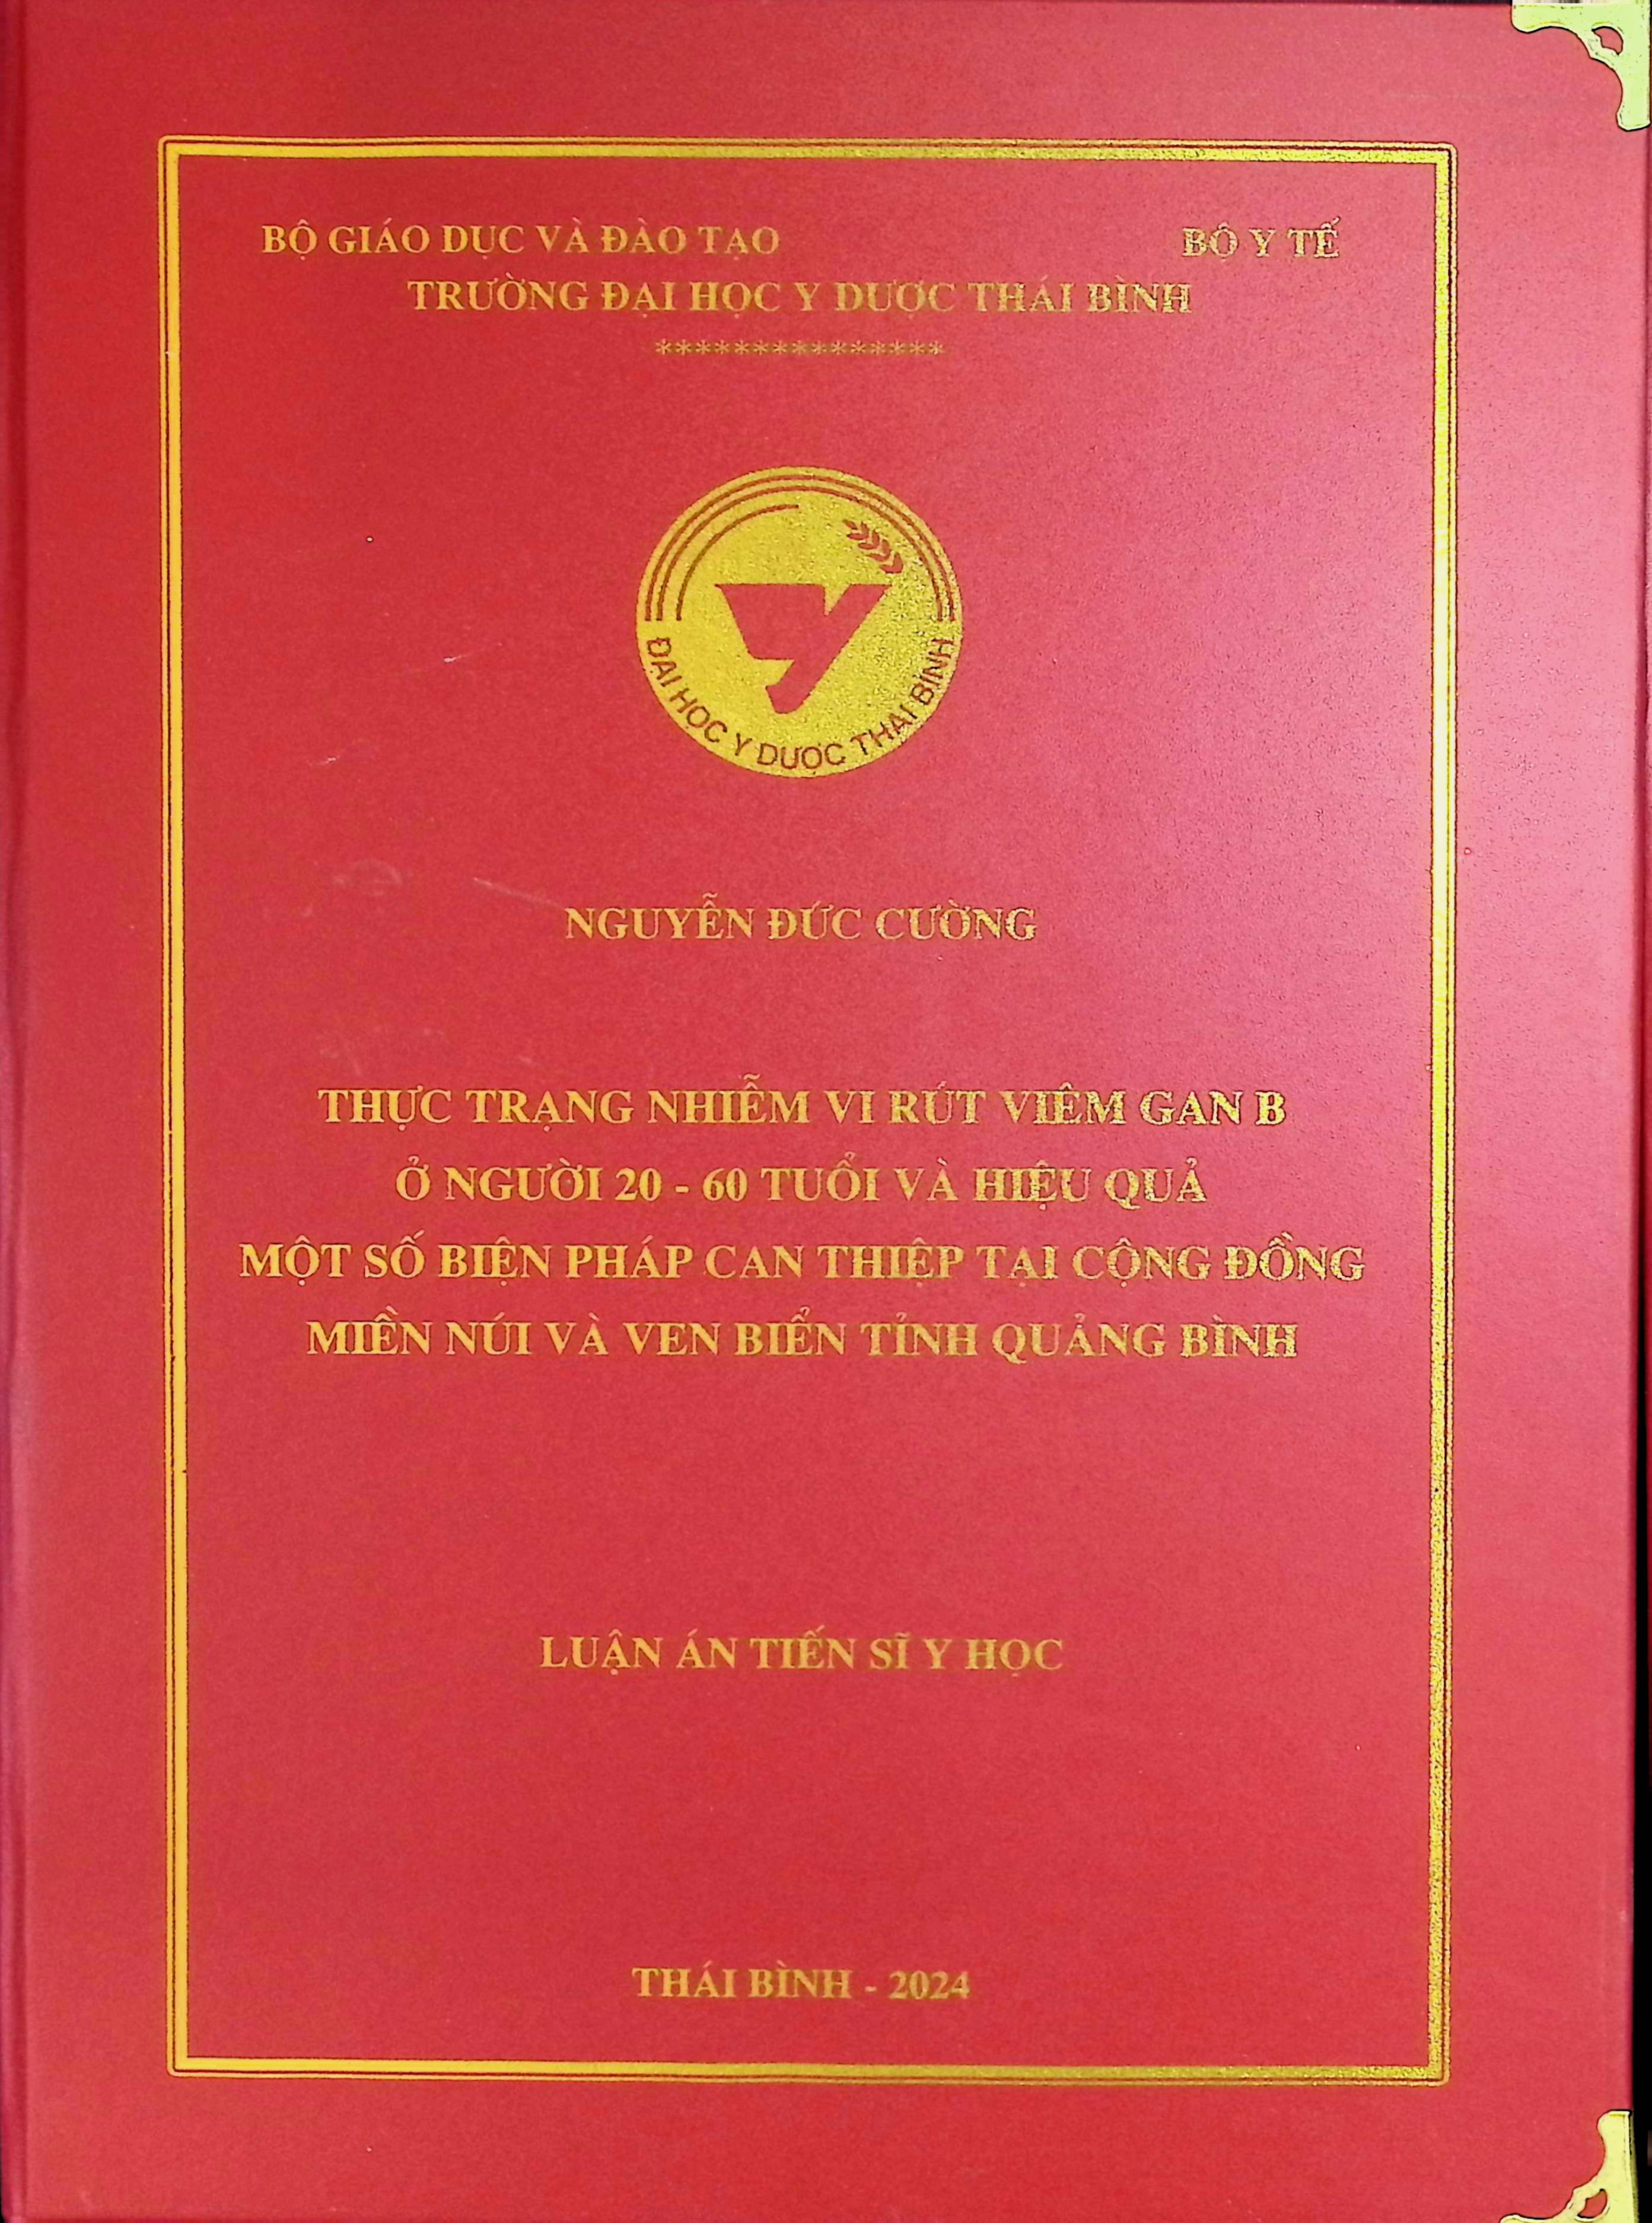 BỘ GIÁO DỤC VÀ ĐÀO TẠO BỘ Y TẾ
TRƯỜNG ĐẠI HỌC Y DƯỢC THÁI BÌNH
***************
ĐẠI HỌC Y DƯỢC THÁI BÌNH
NGUYỄN ĐỨC CƯỜNG
THỰC TRẠNG NHIỄM VI RÚT VIÊM GAN B
Ở NGƯỜI 20 - 60 TUỔI VÀ HIỆU QUẢ
MỘT SỐ BIỆN PHÁP CAN THIỆP TẠI CỘNG ĐỒNG
MIỀN NÚI VÀ VEN BIỂN TỈNH QUẢNG BÌNH
LUẬN ÁN TIẾN SĨ Y HỌC
THÁI BÌNH - 2024